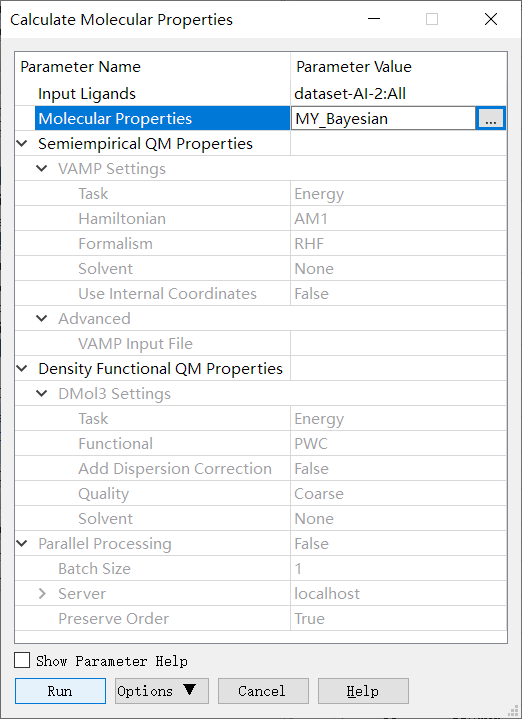 Calculate Molecular Properties
Parameter Name Parameter Value
Input Ligands dataset-AI-2:All
Molecular Properties MY_Bayesian ...
Semiempirical QM Properties
VAMP Settings
Task Energy
Hamiltonian AM1
Formalism RHF
Solvent None
Use Internal Coordinates False
Advanced
VAMP Input File
Density Functional QM Properties
DMol3 Settings
Task Energy
Functional PWC
Add Dispersion Correction False
Quality Coarse
Solvent None
Parallel Processing False
Batch Size 1
Server localhost
Preserve Order True
Show Parameter Help
Run Options ▼ Cancel Help